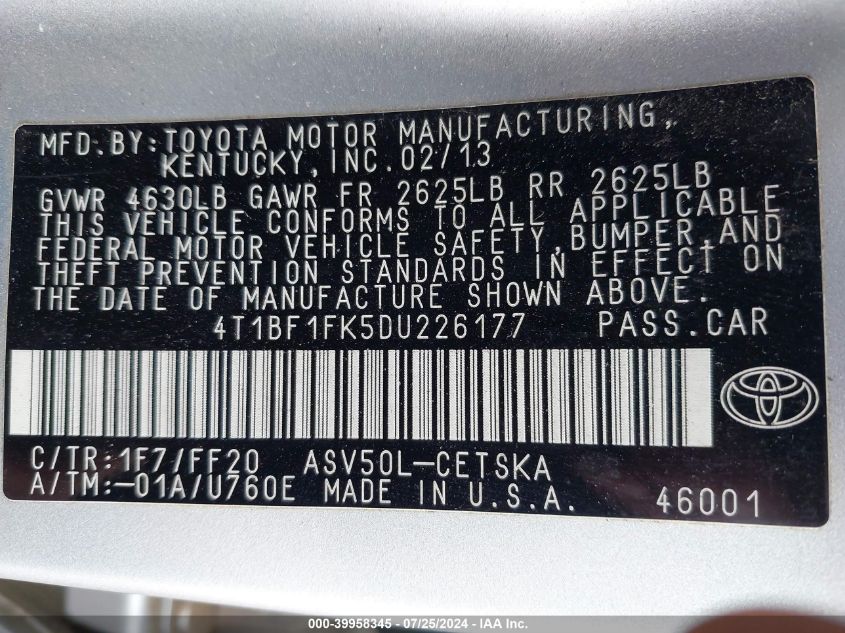 MFD.BY:TOYOTA MOTOR MANUFACTURING,
KENTUCKY,INC.02/13
GVWR 4630LB GAWR FR 2625LB RR 2625LB
THIS VEHICLE CONFORMS TO ALL APPLICABLE
FEDERAL MOTOR VEHICLE SAFETY,BUMPER,AND
THEFT PREVENTION STANDARDS IN EFFECT ON
THE DATE OF MANUFACTURE SHOWN ABOVE.
4T1BF1FK5DU226177 PASS.CAR
C/TR:1F7/FF20 ASV50L-CETSKA
A/TM:-01A/U760E MADE IN U.S.A. 46001
000-39958345 - 07/25/2024 - IAAI.COM